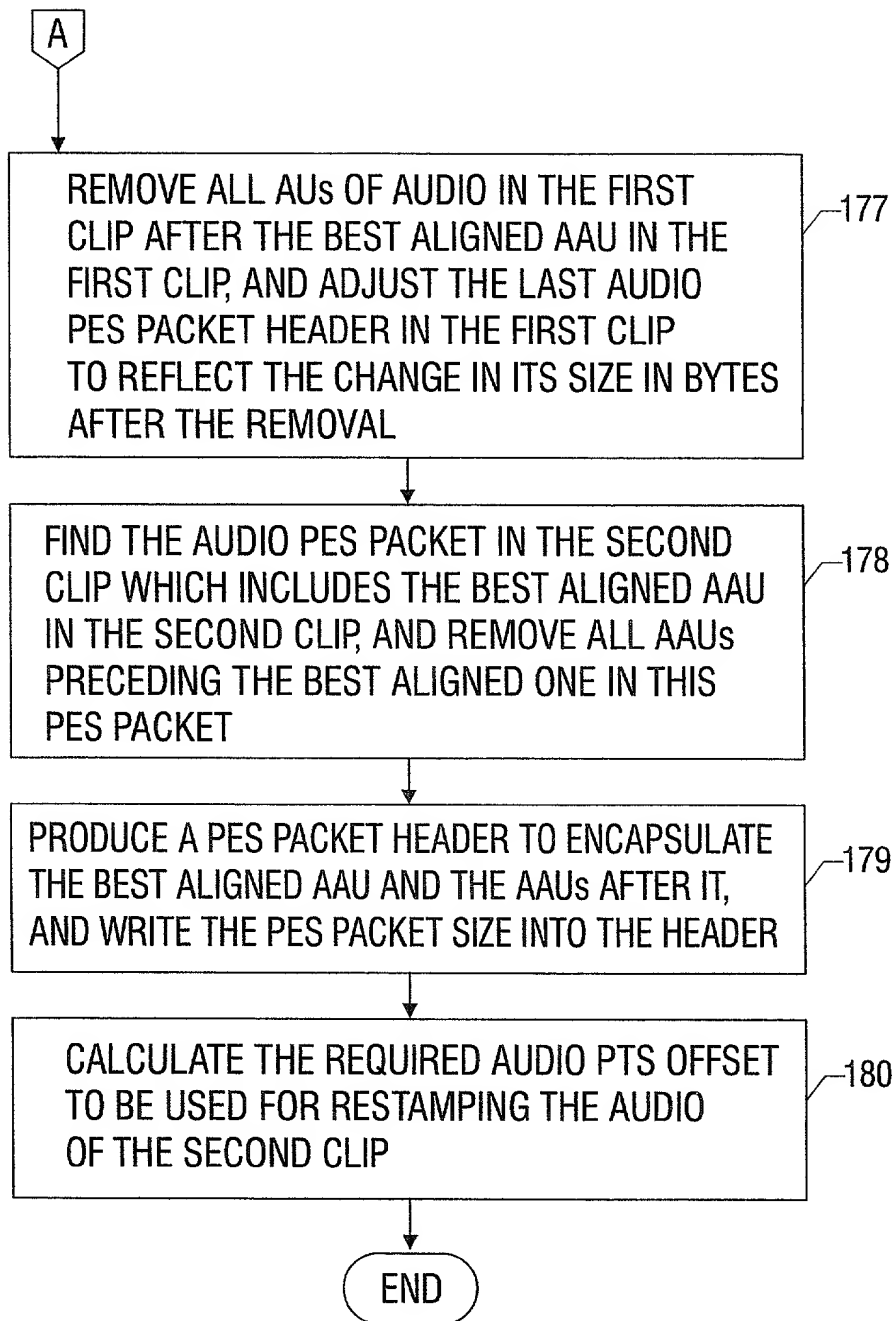 A
REMOVE ALL AUs OF AUDIO IN THE FIRST
CLIP AFTER THE BEST ALIGNED AAU IN THE
FIRST CLIP, AND ADJUST THE LAST AUDIO
PES PACKET HEADER IN THE FIRST CLIP
TO REFLECT THE CHANGE IN ITS SIZE IN BYTES
AFTER THE REMOVAL
177
FIND THE AUDIO PES PACKET IN THE SECOND
CLIP WHICH INCLUDES THE BEST ALIGNED AAU
IN THE SECOND CLIP, AND REMOVE ALL AAUs
PRECEDING THE BEST ALIGNED ONE IN THIS
PES PACKET
178
PRODUCE A PES PACKET HEADER TO ENCAPSULATE
THE BEST ALIGNED AAU AND THE AAUs AFTER IT,
AND WRITE THE PES PACKET SIZE INTO THE HEADER
179
CALCULATE THE REQUIRED AUDIO PTS OFFSET
TO BE USED FOR RESTAMPING THE AUDIO
OF THE SECOND CLIP
180
END